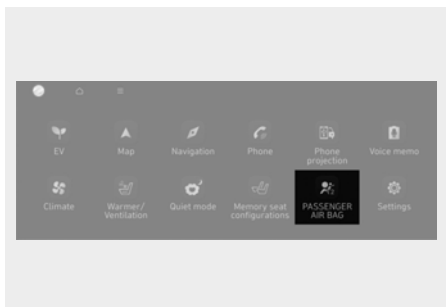 EV
Map
Navigation
Phone
Phone
projection
Voice memo
Climate
Warmer/
Ventilation
Quiet mode
Memory seat
configurations
PASSENGER
AIR BAG
Settings